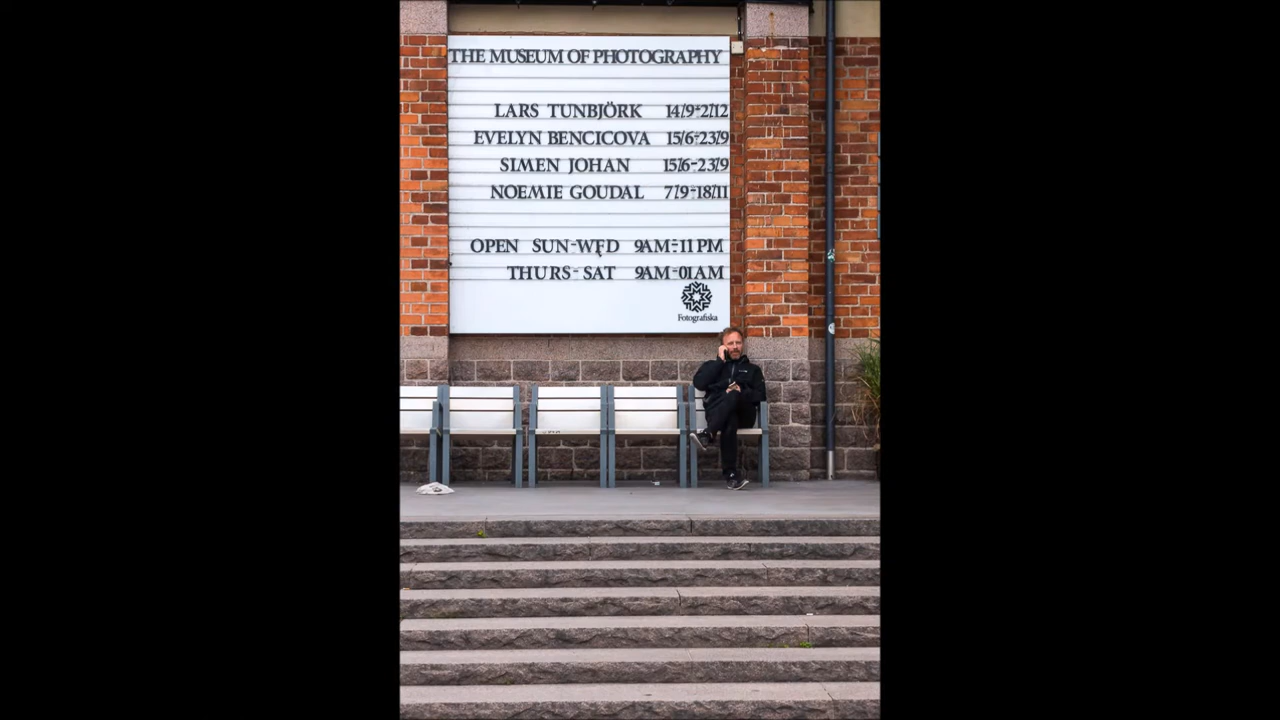 THE MUSEUM OF PHOTOGRAPHY
LARS TUNBJÖRK 14/9-2/12
EVELYN BENCICOVA 15/6-23/9
SIMEN JOHAN 15/6-23/9
NOEMIE GOUDAL 7/9-18/11
OPEN SUN-WED 9AM-11 PM
THURS-SAT 9AM-01AM
Fotografiska